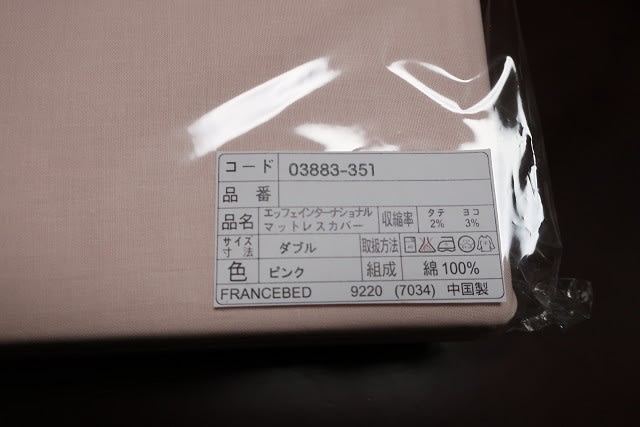 コード 03883-351
品番
品名 エッフェインターナショナル マットレスカバー 収縮率 タテ 2% ヨコ 3%
サイズ 寸法 ダブル 取扱方法
色 ピンク 組成 綿100%
FRANCEBED 9220 (7034) 中国製